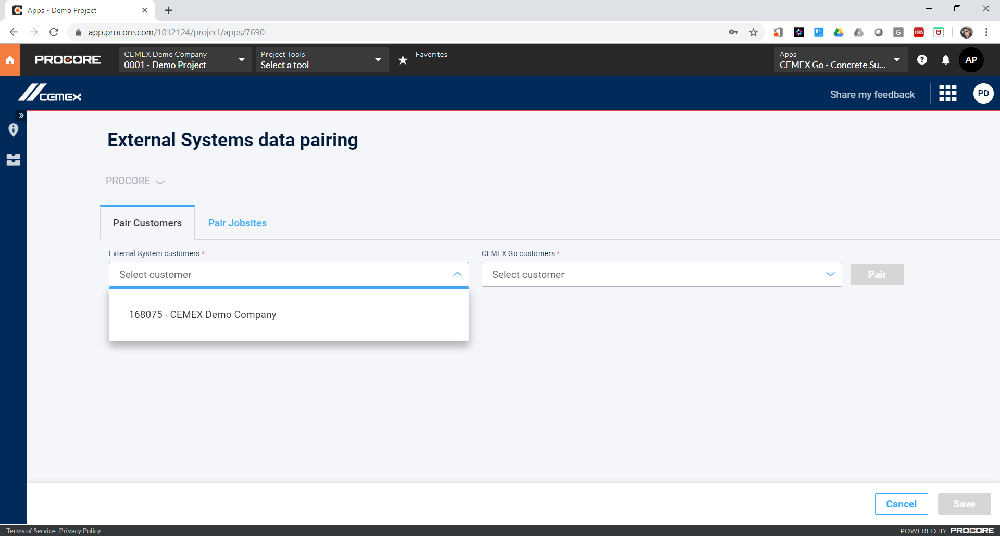 Apps • Demo Project
app.procore.com/1012124/project/apps/7690
G
CORS
PROCORE
CEMEX Demo Company
0001 - Demo Project
Project Tools
Select a tool
Favorites
Apps
CEMEX Go - Concrete Su...
?
AP
CEMEX
Share my feedback
PD
External Systems data pairing
PROCORE
Pair Customers
Pair Jobsites
External System customers *
CEMEX Go customers *
Select customer
Select customer
Pair
168075 - CEMEX Demo Company
Cancel
Save
Terms of Service Privacy Policy
POWERED BY PROCORE